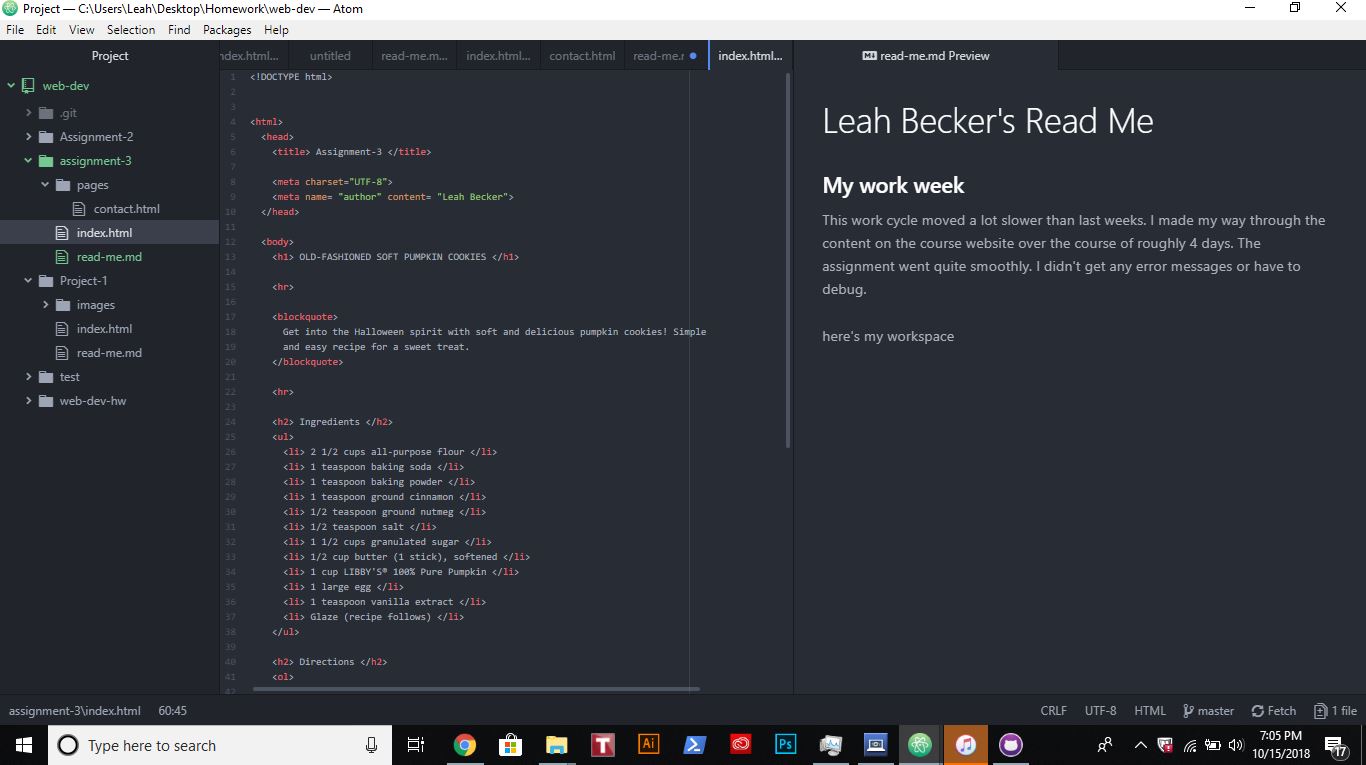 Project — C:\Users\Leah\Desktop\Homework\web-dev — Atom
File Edit View Selection Find Packages Help
Project
web-dev
.git
Assignment-2
assignment-3
pages
contact.html
index.html
read-me.md
Project-1
images
index.html
read-me.md
test
web-dev-hw
ndex.html... untitled read-me.m... index.html... contact.html read-me.r index.html...
1 <!DOCTYPE html>
2
3
4 <html>
5 <head>
6 <title> Assignment-3 </title>
7
8 <meta charset="UTF-8">
9 <meta name= "author" content= "Leah Becker">
10 </head>
11
12 <body>
13 <h1> OLD-FASHIONED SOFT PUMPKIN COOKIES </h1>
14
15 <hr>
16
17 <blockquote>
18 Get into the Halloween spirit with soft and delicious pumpkin cookies! Simple
19 and easy recipe for a sweet treat.
20 </blockquote>
21
22 <hr>
23
24 <h2> Ingredients </h2>
25 <ul>
26 <li> 2 1/2 cups all-purpose flour </li>
27 <li> 1 teaspoon baking soda </li>
28 <li> 1 teaspoon baking powder </li>
29 <li> 1 teaspoon ground cinnamon </li>
30 <li> 1/2 teaspoon ground nutmeg </li>
31 <li> 1/2 teaspoon salt </li>
32 <li> 1 1/2 cups granulated sugar </li>
33 <li> 1/2 cup butter (1 stick), softened </li>
34 <li> 1 cup LIBBY'S® 100% Pure Pumpkin </li>
35 <li> 1 large egg </li>
36 <li> 1 teaspoon vanilla extract </li>
37 <li> Glaze (recipe follows) </li>
38 </ul>
39
40 <h2> Directions </h2>
41 <ol>
42
read-me.md Preview
Leah Becker's Read Me
My work week
This work cycle moved a lot slower than last weeks. I made my way through the
content on the course website over the course of roughly 4 days. The
assignment went quite smoothly. I didn't get any error messages or have to
debug.
here's my workspace
assignment-3\index.html 60:45 CRLF UTF-8 HTML master Fetch 1 file
Type here to search
T Ai Ps
7:05 PM
10/15/2018
17